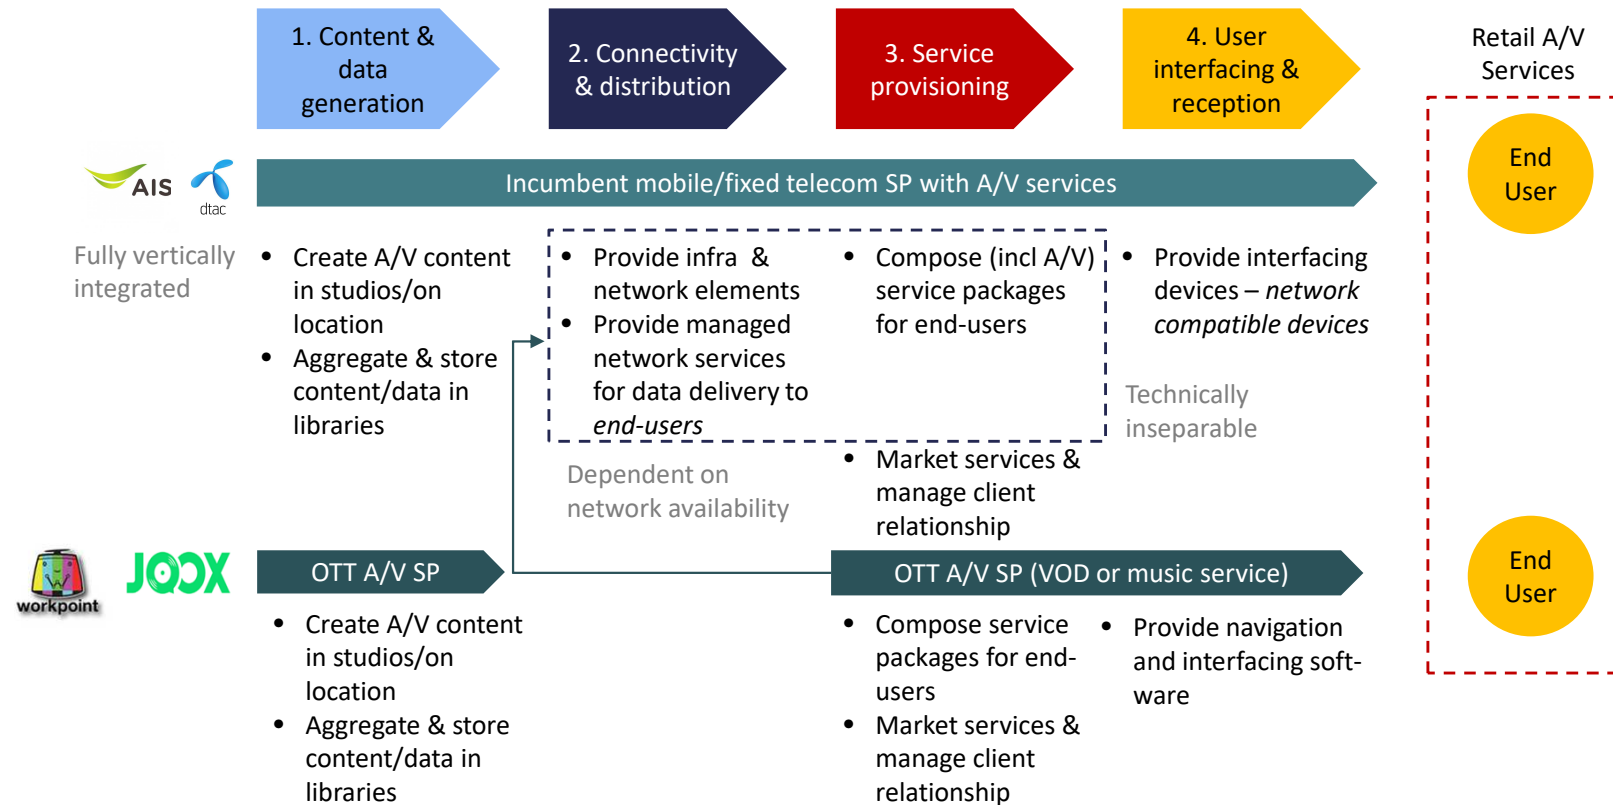 1. Content &
data
generation
2. Connectivity
& distribution
3. Service
provisioning
4. User
interfacing &
reception
Retail A/V
Services
AIS
dtac
Incumbent mobile/fixed telecom SP with A/V services
End
User
Fully vertically
integrated
• Create A/V content
in studios/on
location
• Aggregate & store
content/data in
libraries
• Provide infra & 
network elements
• Provide managed
network services
for data delivery to
end-users
• Compose (incl A/V)
service packages
for end-users
• Provide interfacing
devices – network
compatible devices
Technically
inseparable
Dependent on
network availability
• Market services &
manage client
relationship
workpoint
JOOX
OTT A/V SP
OTT A/V SP (VOD or music service)
End
User
• Create A/V content
in studios/on
location
• Aggregate & store
content/data in
libraries
• Compose service
packages for end-
users
• Market services &
manage client
relationship
• Provide navigation
and interfacing soft-
ware